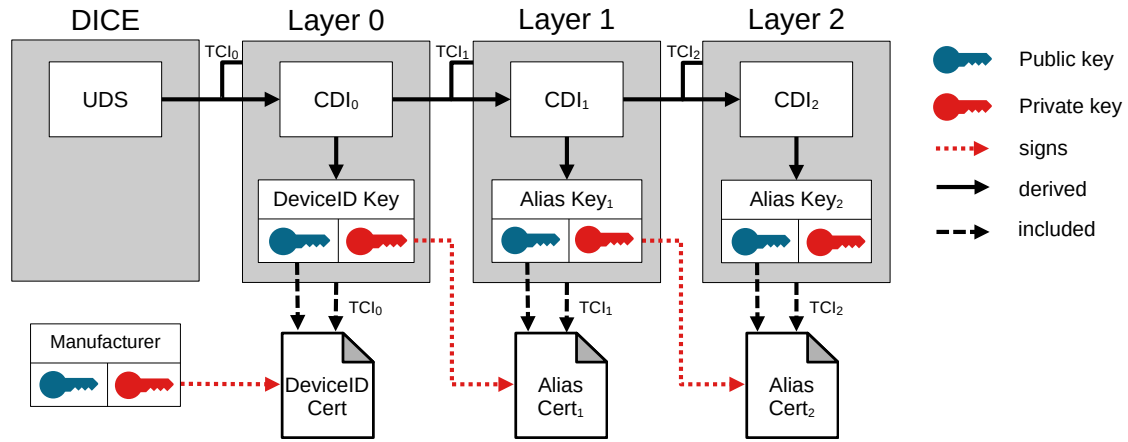 DICE
Layer 0
Layer 1
Layer 2
TCI₀
TCI₁
TCI₂
UDS
CDI₀
CDI₁
CDI₂
Public key
Private key
signs
derived
included
DeviceID Key
Alias Key₁
Alias Key₂
TCI₀
TCI₁
TCI₂
Manufacturer
DeviceID
Cert
Alias
Cert₁
Alias
Cert₂